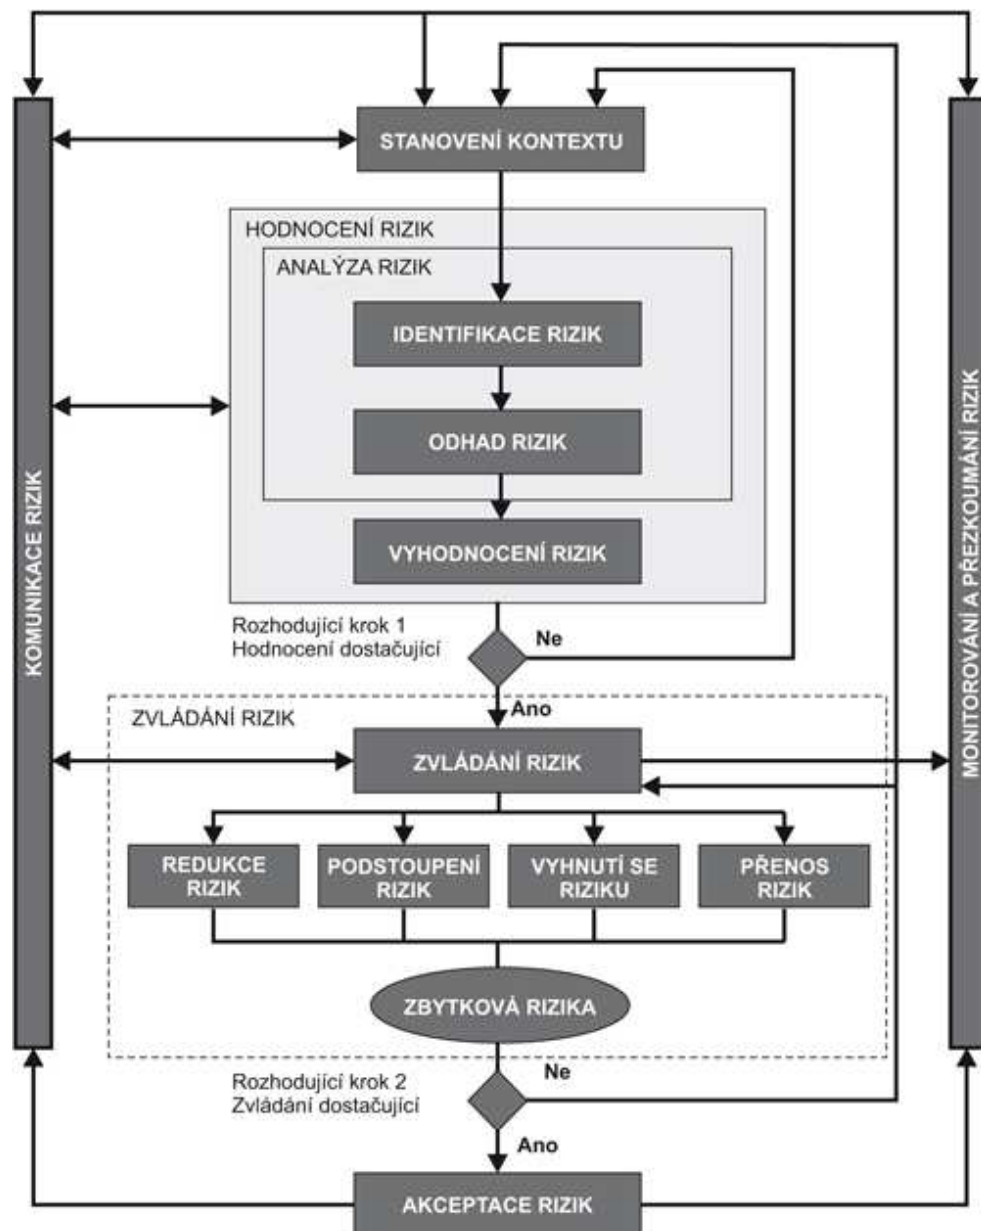 STANOVENÍ KONTEXTU
HODNOCENÍ RIZIK
ANALÝZA RIZIK
IDENTIFIKACE RIZIK
ODHAD RIZIK
VYHODNOCENÍ RIZIK
KOMUNIKACE RIZIK
MONITOROVÁNÍ A PŘEZKOUMÁNÍ RIZIK
Rozhodující krok 1
Hodnocení dostačující
Ne
Ano
ZVLÁDÁNÍ RIZIK
ZVLÁDÁNÍ RIZIK
REDUKCE
RIZIK
PODSTOUPENÍ
RIZIK
VYHNUTÍ SE
RIZIKU
PŘENOS
RIZIK
ZBYTKOVÁ RIZIKA
Rozhodující krok 2
Zvládání dostačující
Ne
Ano
AKCEPTACE RIZIK